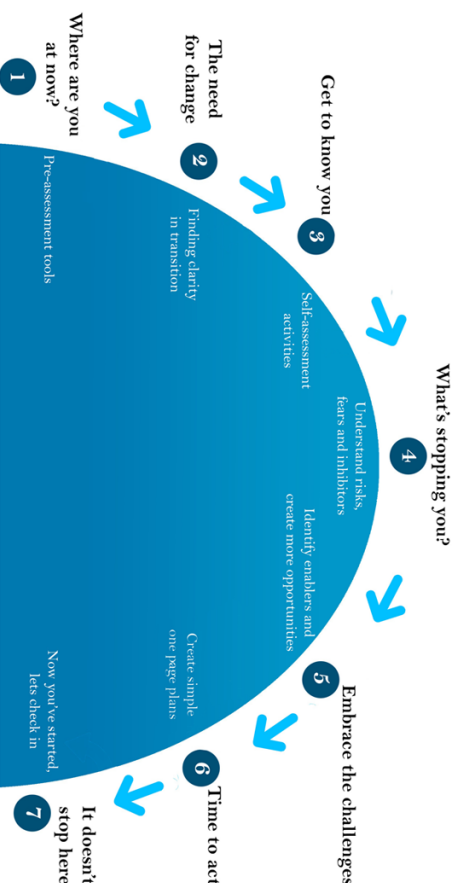 1
Where are you
at now?
Pre-assessment tools
2
The need
for change
Finding clarity
in transition
3
Get to know you
Self-assessment
activities
4
What's stopping you?
Understand risks,
fears and inhibitors
5
Embrace the challenges
Identify enablers and
create more opportunities
6
Time to act
Create simple
one page plans
7
It doesn't
stop here
Now you've started,
lets check in